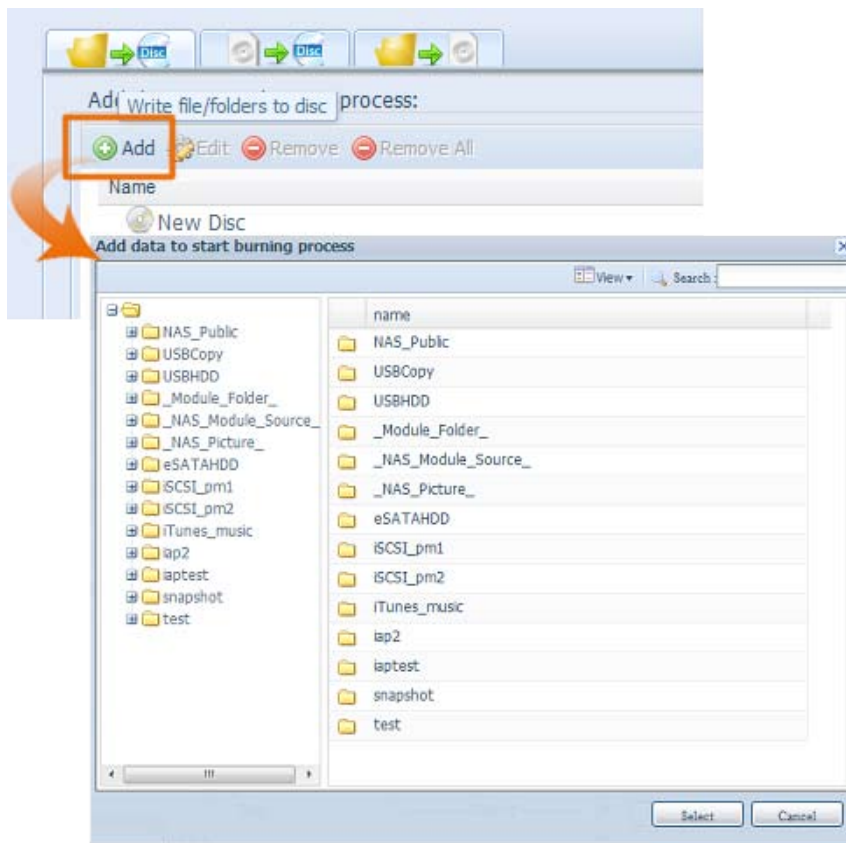 Disc Disc
Add process:
Write file/folders to disc
Add Edit Remove Remove All
Name
New Disc
Add data to start burning process
View Search :
NAS_Public
USBCopy
USBHDD
_Module_Folder_
_NAS_Module_Source_
_NAS_Picture_
eSATAHDD
iSCSI_pm1
iSCSI_pm2
iTunes_music
iap2
iaptest
snapshot
test
name
NAS_Public
USBCopy
USBHDD
_Module_Folder_
_NAS_Module_Source_
_NAS_Picture_
eSATAHDD
iSCSI_pm1
iSCSI_pm2
iTunes_music
iap2
iaptest
snapshot
test
Select Cancel